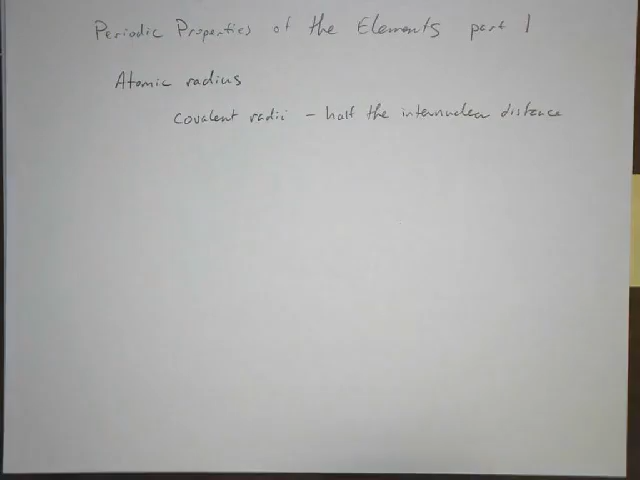 Periodic Properties of the Elements part 1
Atomic radius
covalent radii - half the internuclear distance